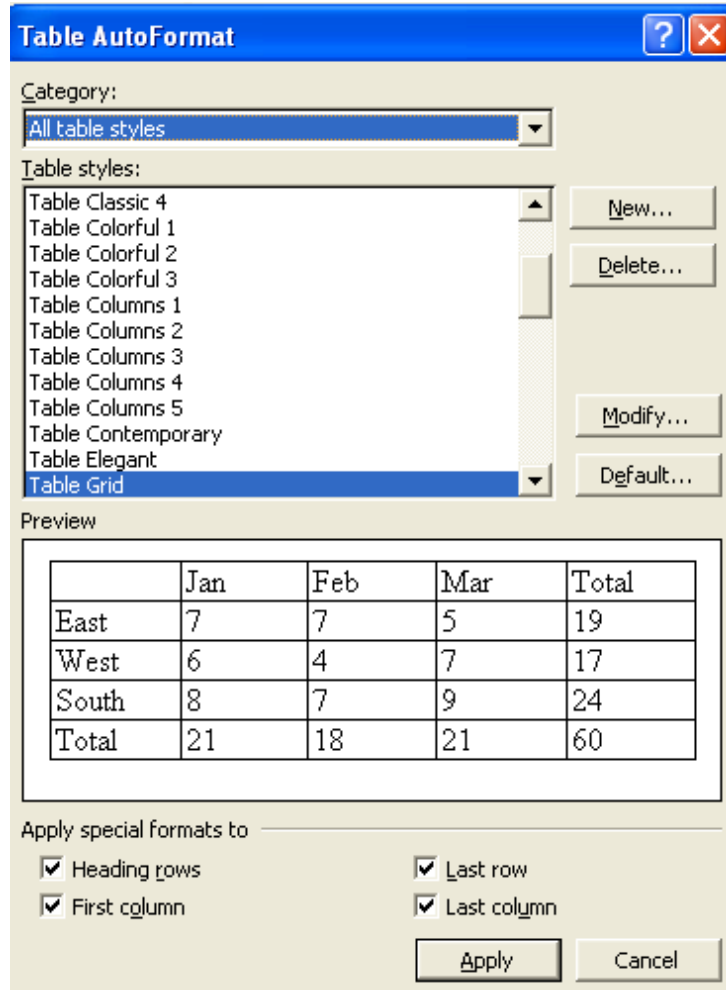 Table AutoFormat
Category:
All table styles
Table styles:
Table Classic 4
Table Colorful 1
Table Colorful 2
Table Colorful 3
Table Columns 1
Table Columns 2
Table Columns 3
Table Columns 4
Table Columns 5
Table Contemporary
Table Elegant
Table Grid
New...
Delete...
Modify...
Default...
Preview
Jan Feb Mar Total
East 7 7 5 19
West 6 4 7 17
South 8 7 9 24
Total 21 18 21 60
Apply special formats to
Heading rows Last row
First column Last column
Apply Cancel